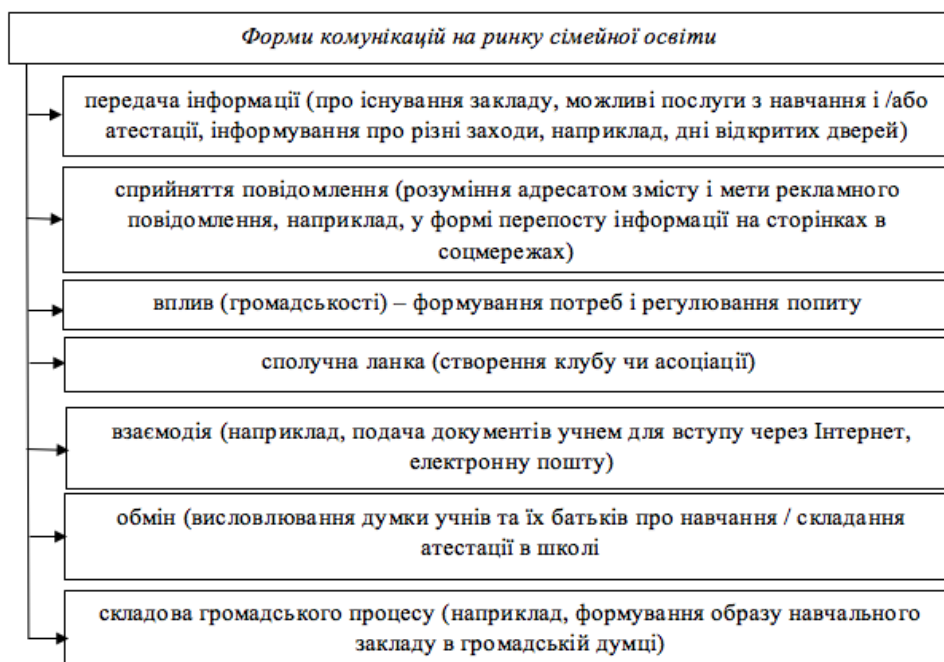 Форми комунікацій на ринку сімейної освіти
передача інформації (про існування закладу, можливі послуги з навчання і /або
атестації, інформування про різні заходи, наприклад, дні відкритих дверей)
сприйняття повідомлення (розуміння адресатом змісту і мети рекламного
повідомлення, наприклад, у формі перепосту інформації на сторінках в
соцмережах)
вплив (громадськості) – формування потреб і регулювання попиту
сполучна ланка (створення клубу чи асоціації)
взаємодія (наприклад, подача документів учнем для вступу через Інтернет,
електронну пошту)
обмін (висловлювання думки учнів та їх батьків про навчання / складання
атестації в школі
складова громадського процесу (наприклад, формування образу навчального
закладу в громадській думці)